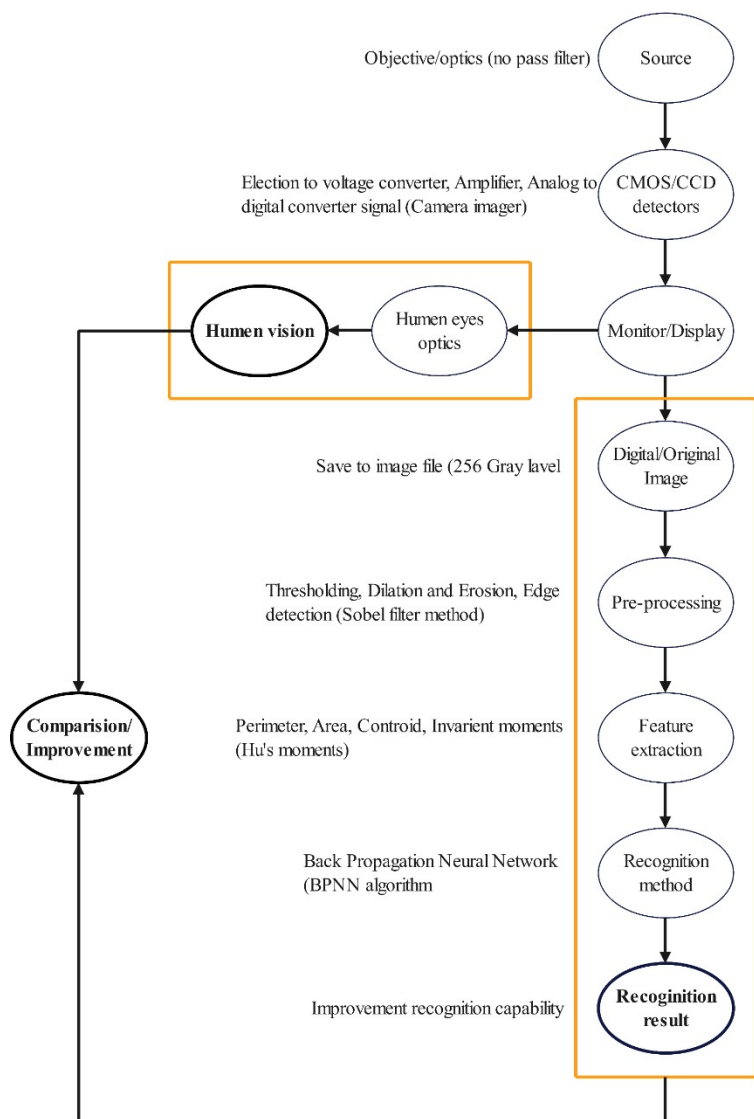 Objective/optics (no pass filter)
Source
Election to voltage converter, Amplifier, Analog to
digital converter signal (Camera imager)
CMOS/CCD
detectors
Humen vision
Humen eyes
optics
Monitor/Display
Save to image file (256 Gray lavel
Digital/Original
Image
Thresholding, Dilation and Erosion, Edge
detection (Sobel filter method)
Pre-processing
Comparision/
Improvement
Perimeter, Area, Controid, Invarient moments
(Hu's moments)
Feature
extraction
Back Propagation Neural Network
(BPNN algorithm
Recognition
method
Improvement recognition capability
Recoginition
result